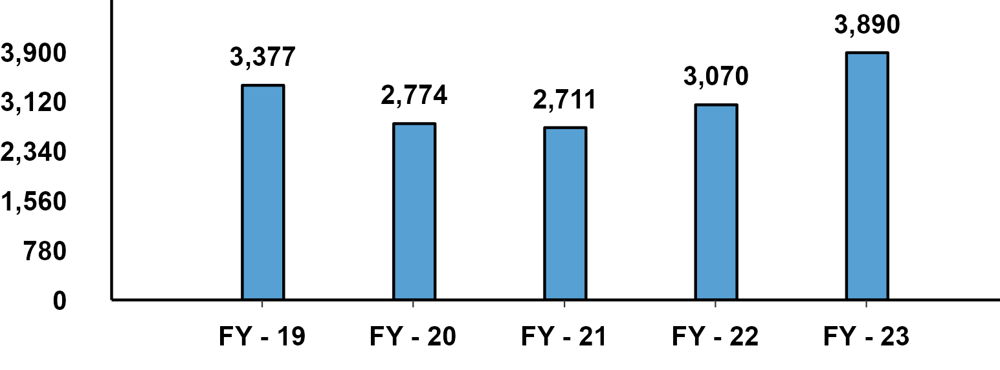 3,890
3,900
3,377
3,070
3,120
2,774
2,711
2,340
1,560
780
0
FY - 19
FY - 20
FY - 21
FY - 22
FY - 23